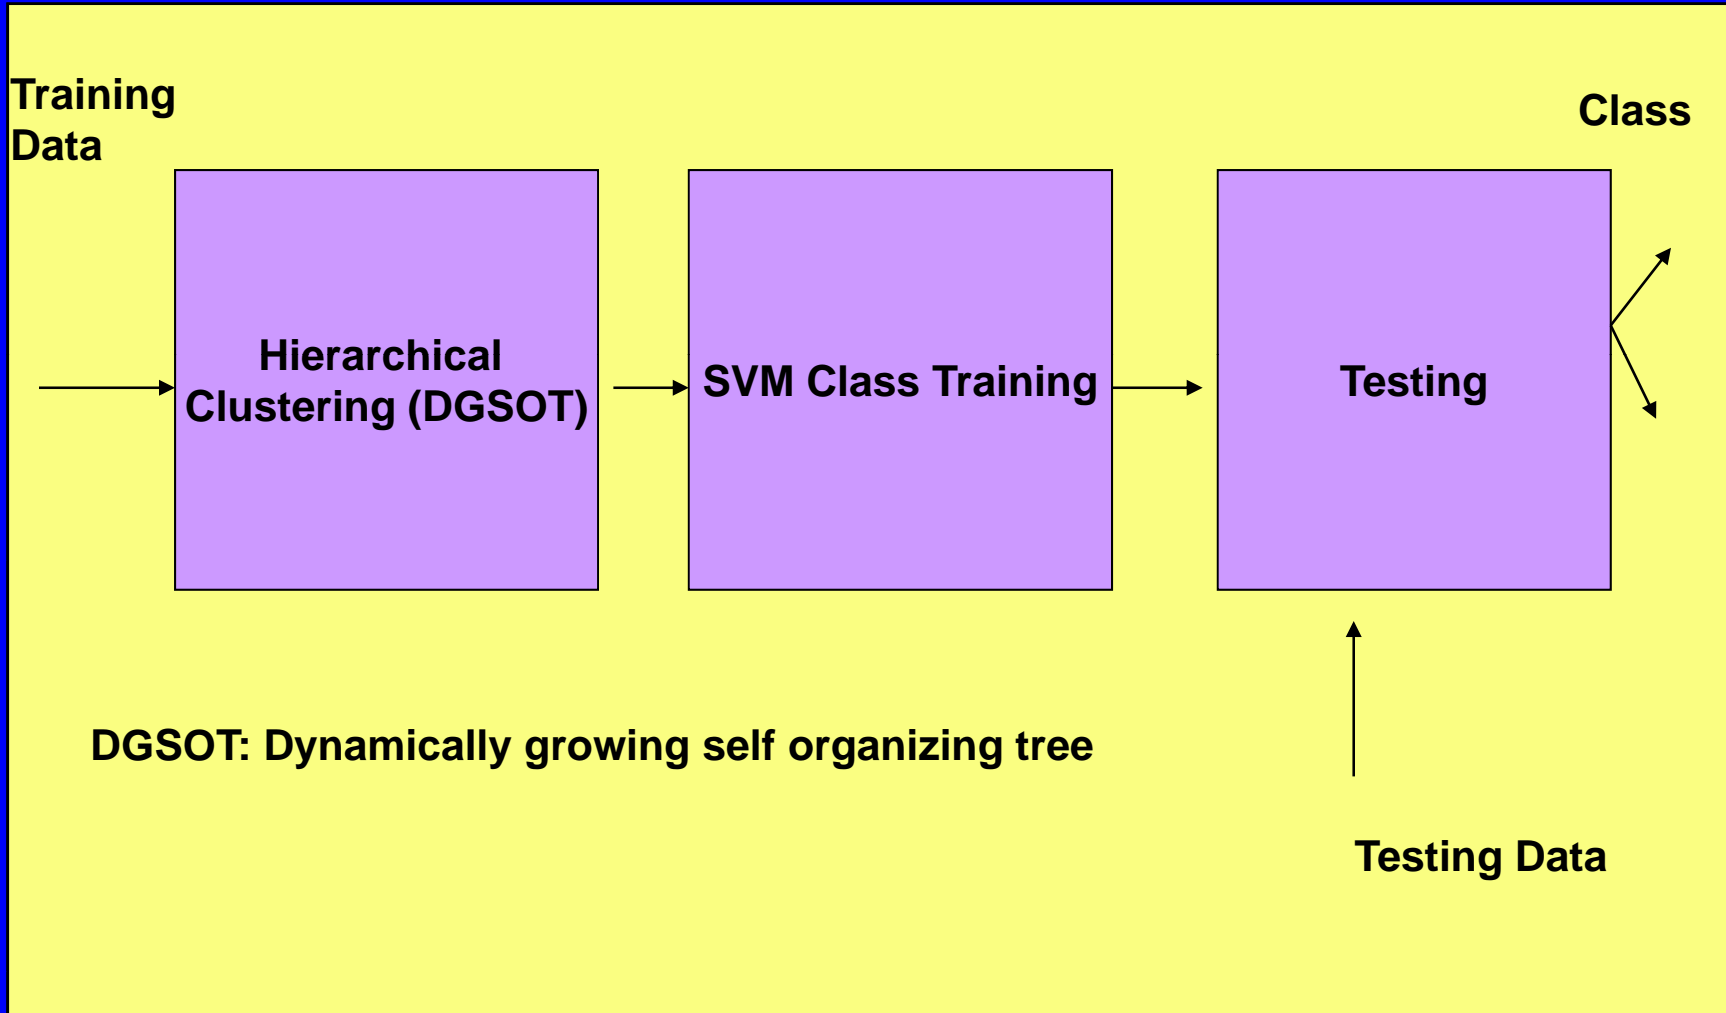 Training
Data
Class
Hierarchical
Clustering (DGSOT)
SVM Class Training
Testing
DGSOT: Dynamically growing self organizing tree
Testing Data